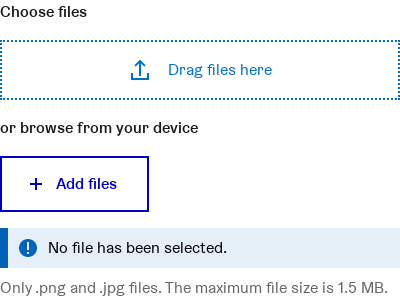 Choose files
Drag files here
or browse from your device
Add files
No file has been selected.
Only .png and .jpg files. The maximum file size is 1.5 MB.